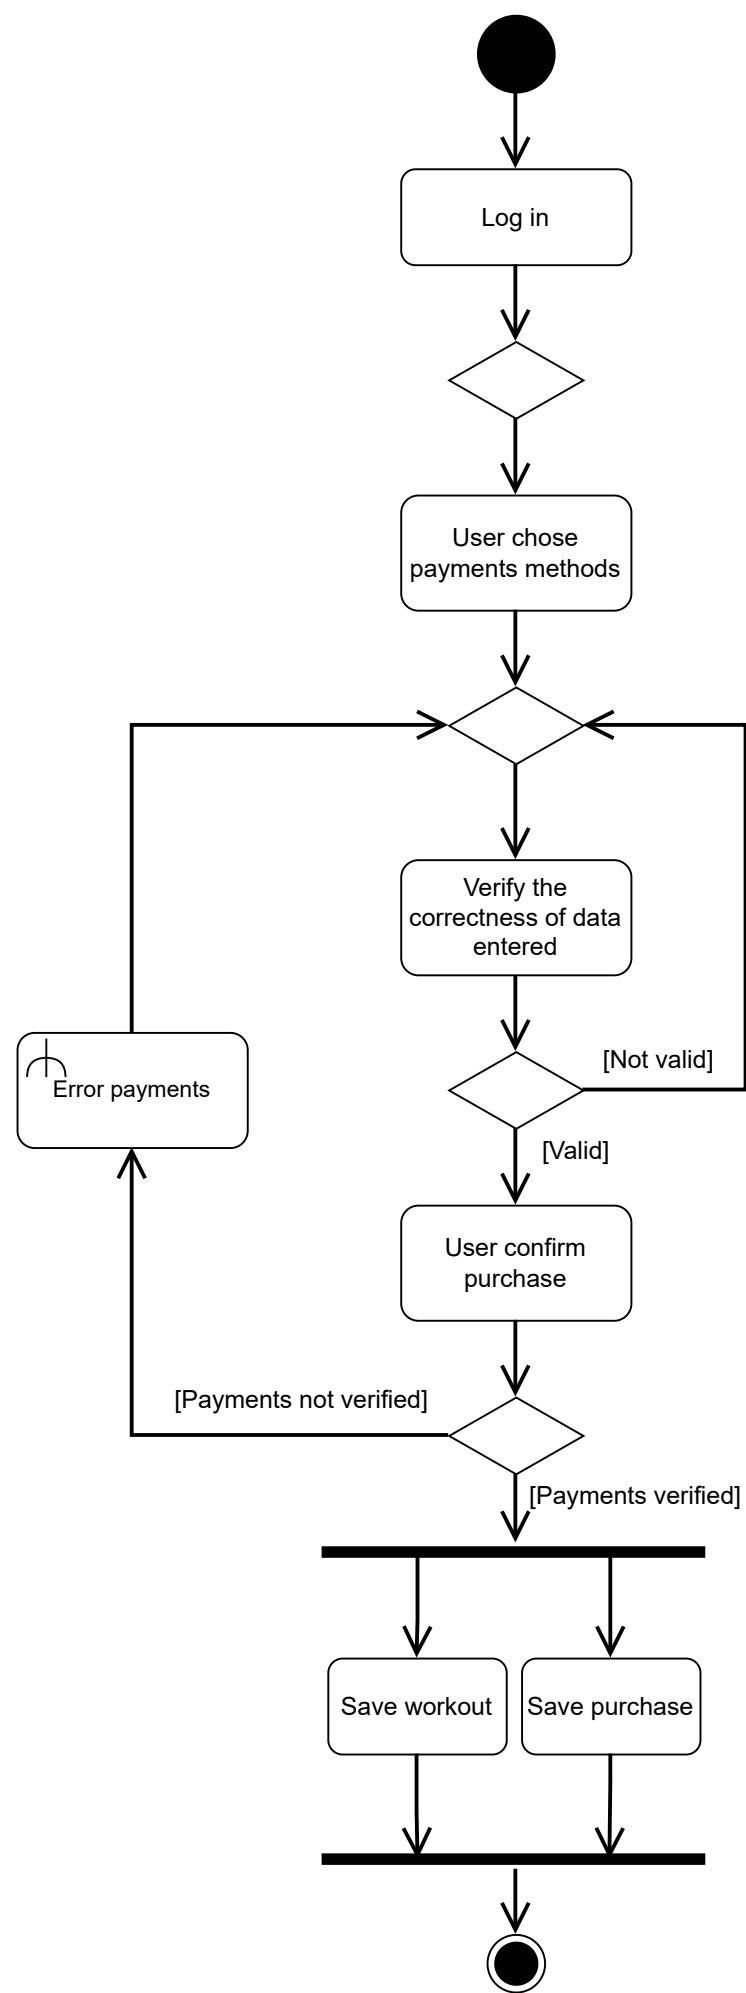 Log in
User chose
payments methods
Verify the
correctness of data
entered
[Not valid]
Error payments
[Valid]
User confirm
purchase
[Payments not verified]
[Payments verified]
Save workout
Save purchase